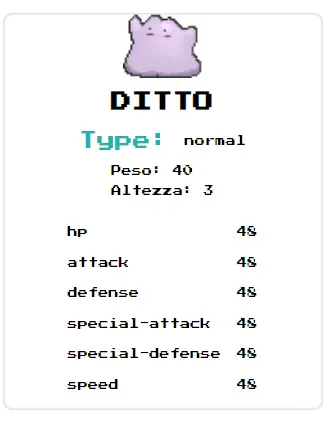 DITTO
Type: normal
Peso: 40
Altezza: 3
hp 48
attack 48
defense 48
special-attack 48
special-defense 48
speed 48